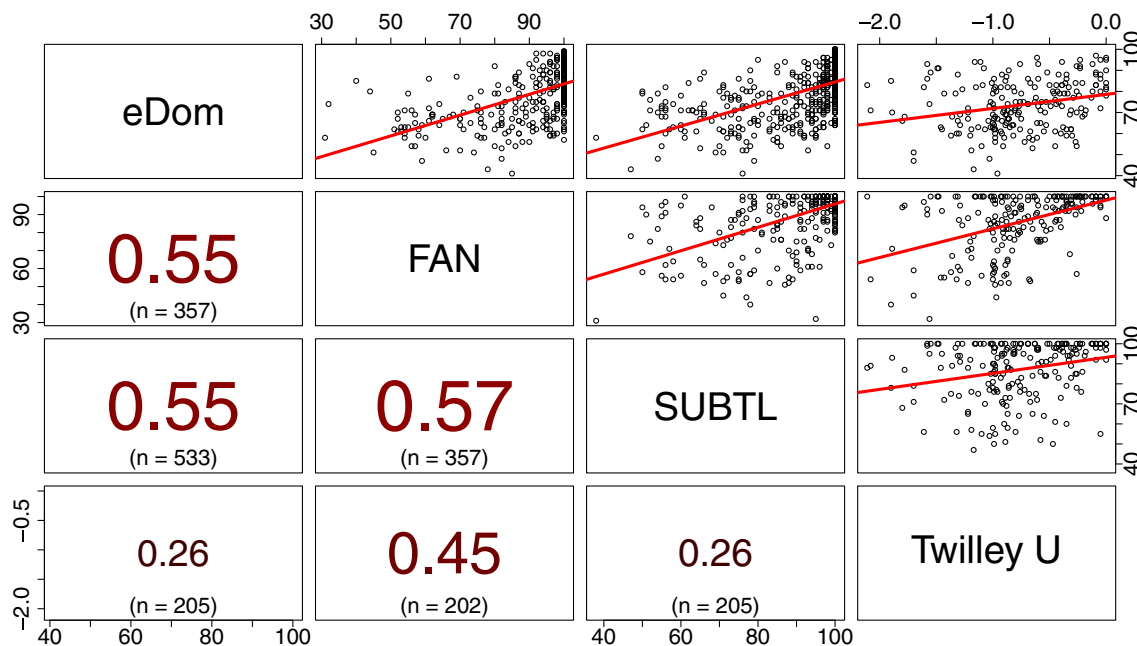 30 50 70 90
−2.0 −1.0 0.0
eDom
40 70 100
30 60 90
0.55
(n = 357)
FAN
0.55
(n = 533)
0.57
(n = 357)
SUBTL
40 70 100
−2.0 −0.5
0.26
(n = 205)
0.45
(n = 202)
0.26
(n = 205)
Twilley U
40 60 80 100
40 60 80 100